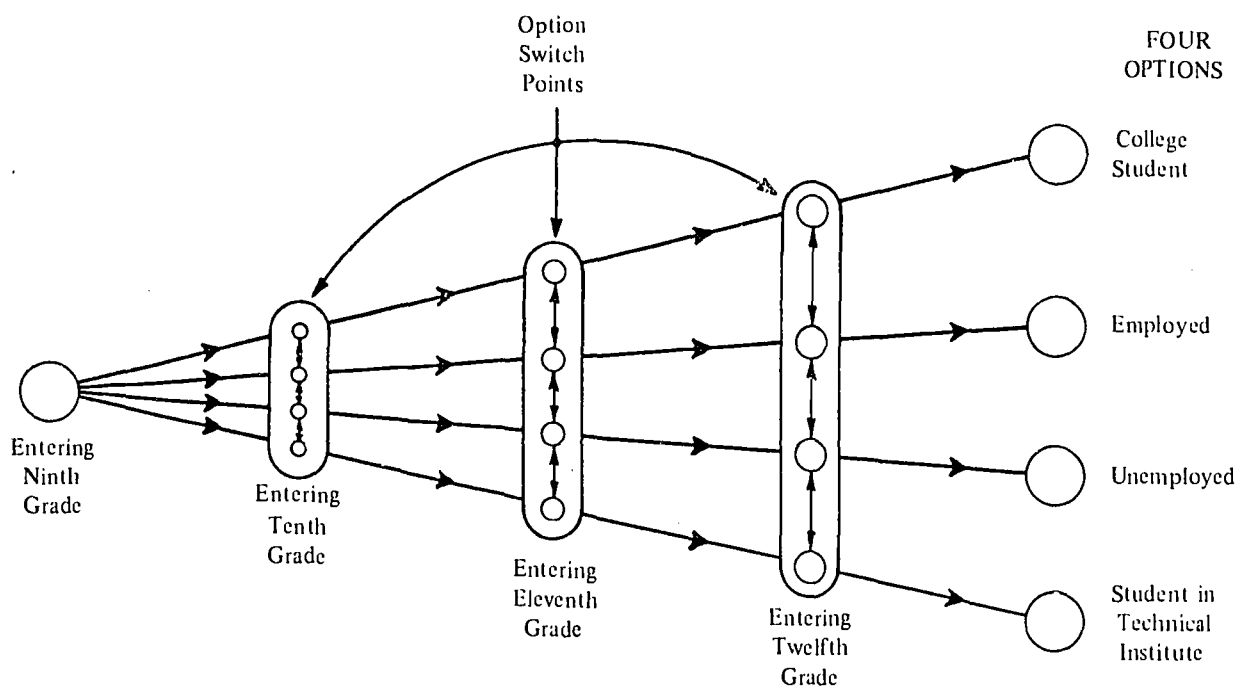 Option
Switch
Points
FOUR
OPTIONS
College
Student
Employed
Entering
Ninth
Grade
Entering
Tenth
Grade
Unemployed
Entering
Eleventh
Grade
Entering
Twelfth
Grade
Student in
Technical
Institute